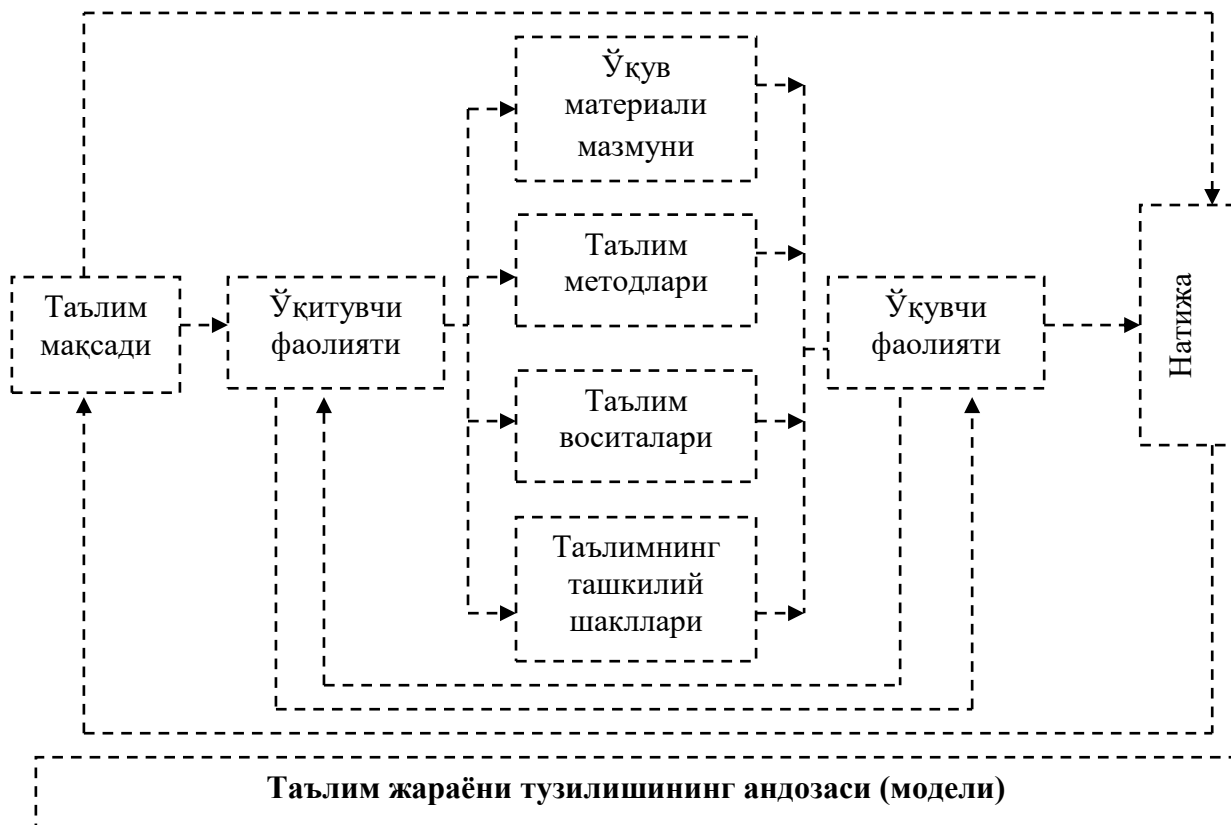 Ўқув
материали
мазмуни
Таълим
методлари
Таълим
мақсади
Ўқитувчи
фаолияти
Ўқувчи
фаолияти
Натижа
Таълим
воситалари
Таълимнинг
ташкилий
шакллари
Таълим жараёни тузилишининг андозаси (модели)